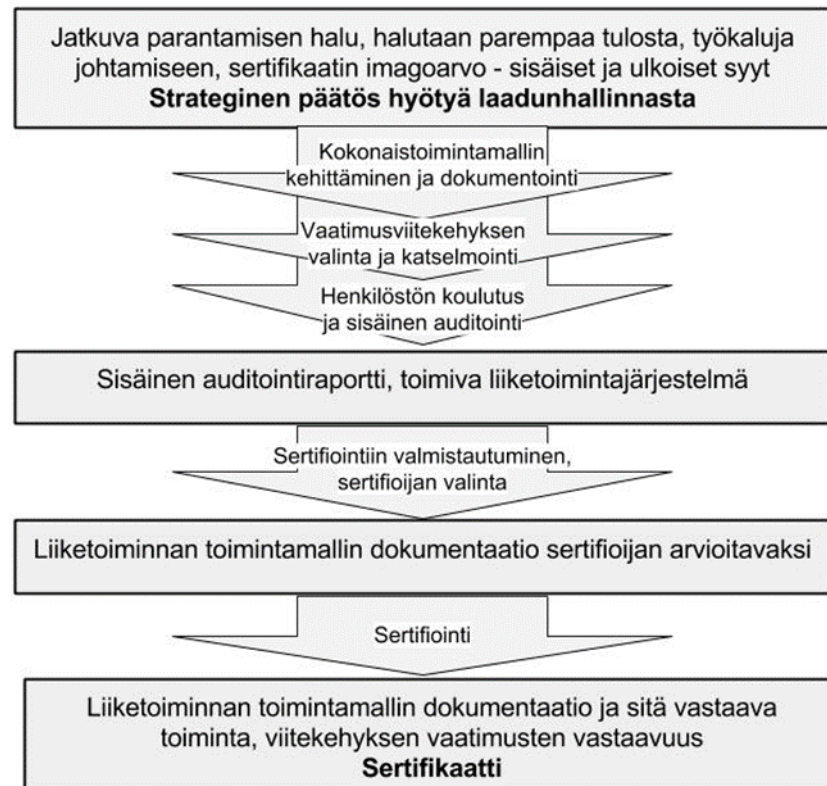 Jatkuva parantamisen halu, halutaan parempaa tulosta, työkaluja
johtamiseen, sertifikaatin imagoarvo - sisäiset ja ulkoiset syyt
Strateginen päätös hyötyä laadunhallinnasta
Kokonaistoimintamallin
kehittäminen ja dokumentointi
Vaatimusviitekehyksen
valinta ja katselmointi
Henkilöstön koulutus
ja sisäinen auditointi
Sisäinen auditointiraportti, toimiva liiketoimintajärjestelmä
Sertifiointiin valmistautuminen,
sertifioijan valinta
Liiketoiminnan toimintamallin dokumentaatio sertifioijan arvioitavaksi
Sertifiointi
Liiketoiminnan toimintamallin dokumentaatio ja sitä vastaava
toiminta, viitekehyksen vaatimusten vastaavuus
Sertifikaatti